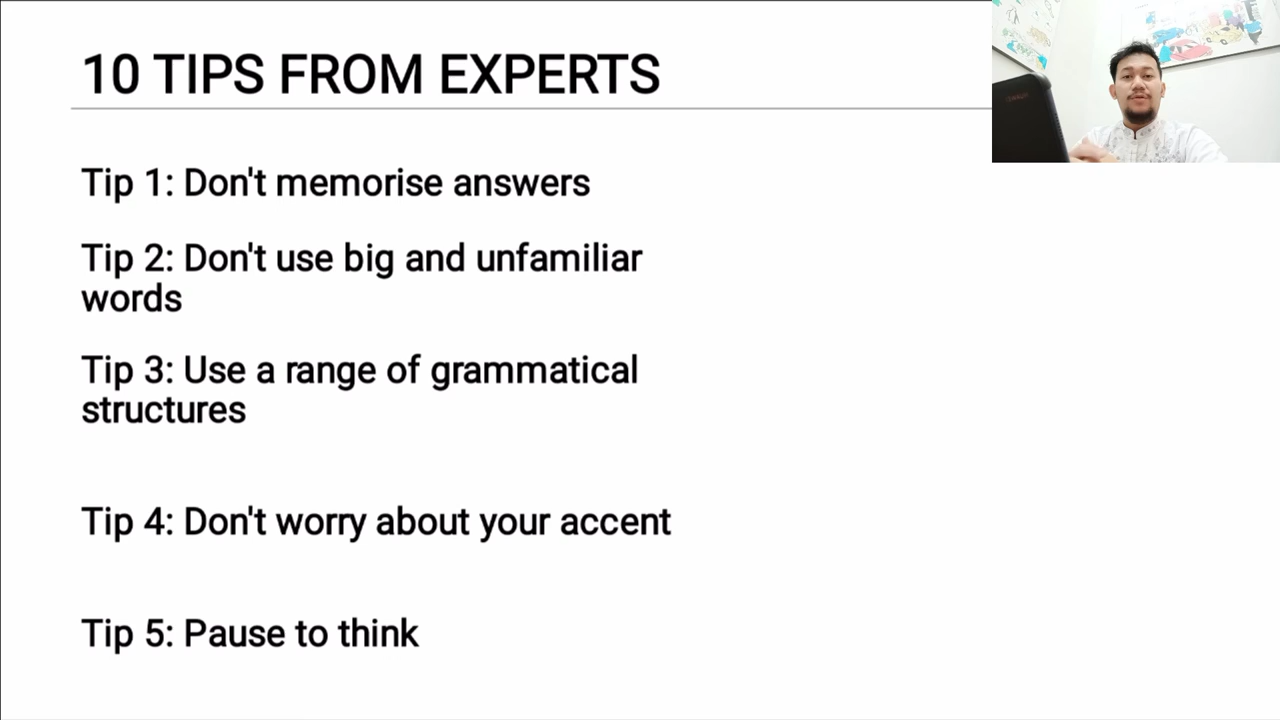 10 TIPS FROM EXPERTS
Tip 1: Don't memorise answers
Tip 2: Don't use big and unfamiliar
words
Tip 3: Use a range of grammatical
structures
Tip 4: Don't worry about your accent
Tip 5: Pause to think